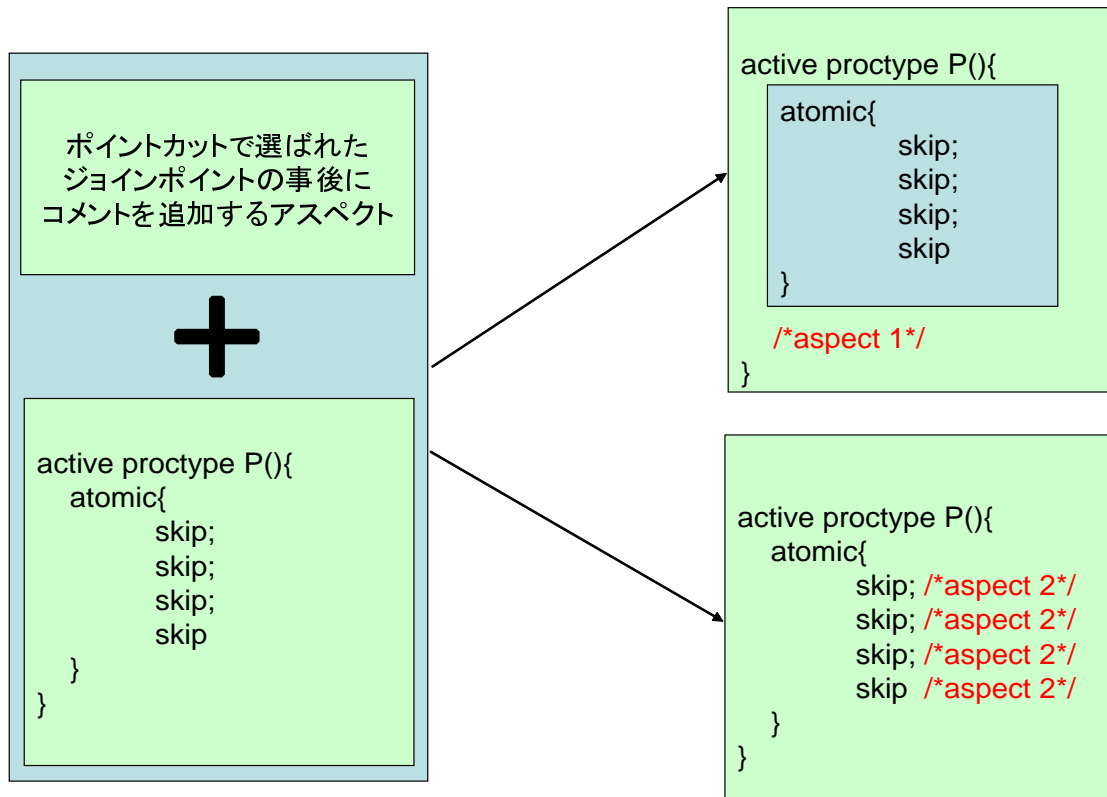 ポイントカットで選ばれた
ジョインポイントの事後に
コメントを追加するアスペクト
active proctype P(){
atomic{
skip;
skip;
skip;
skip
}
}
active proctype P(){
atomic{
skip;
skip;
skip;
skip
}
/*aspect 1*/
}
active proctype P(){
atomic{
skip; /*aspect 2*/
skip; /*aspect 2*/
skip; /*aspect 2*/
skip /*aspect 2*/
}
}